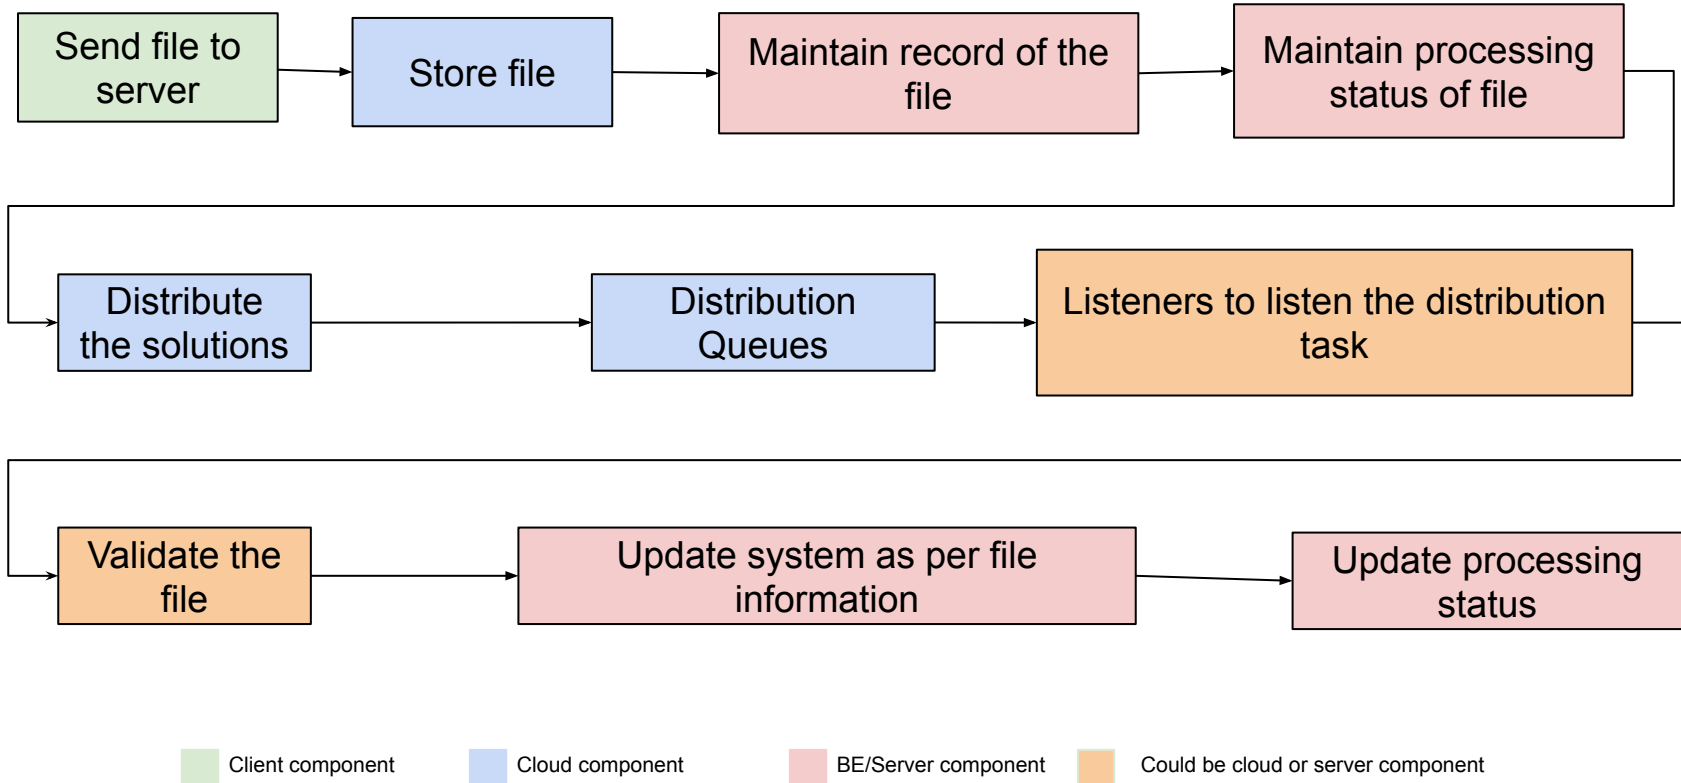 Send file to
server
Store file
Maintain record of the
file
Maintain processing
status of file
Distribute
the solutions
Distribution
Queues
Listeners to listen the distribution
task
Validate the
file
Update system as per file
information
Update processing
status
Client component
Cloud component
BE/Server component
Could be cloud or server component